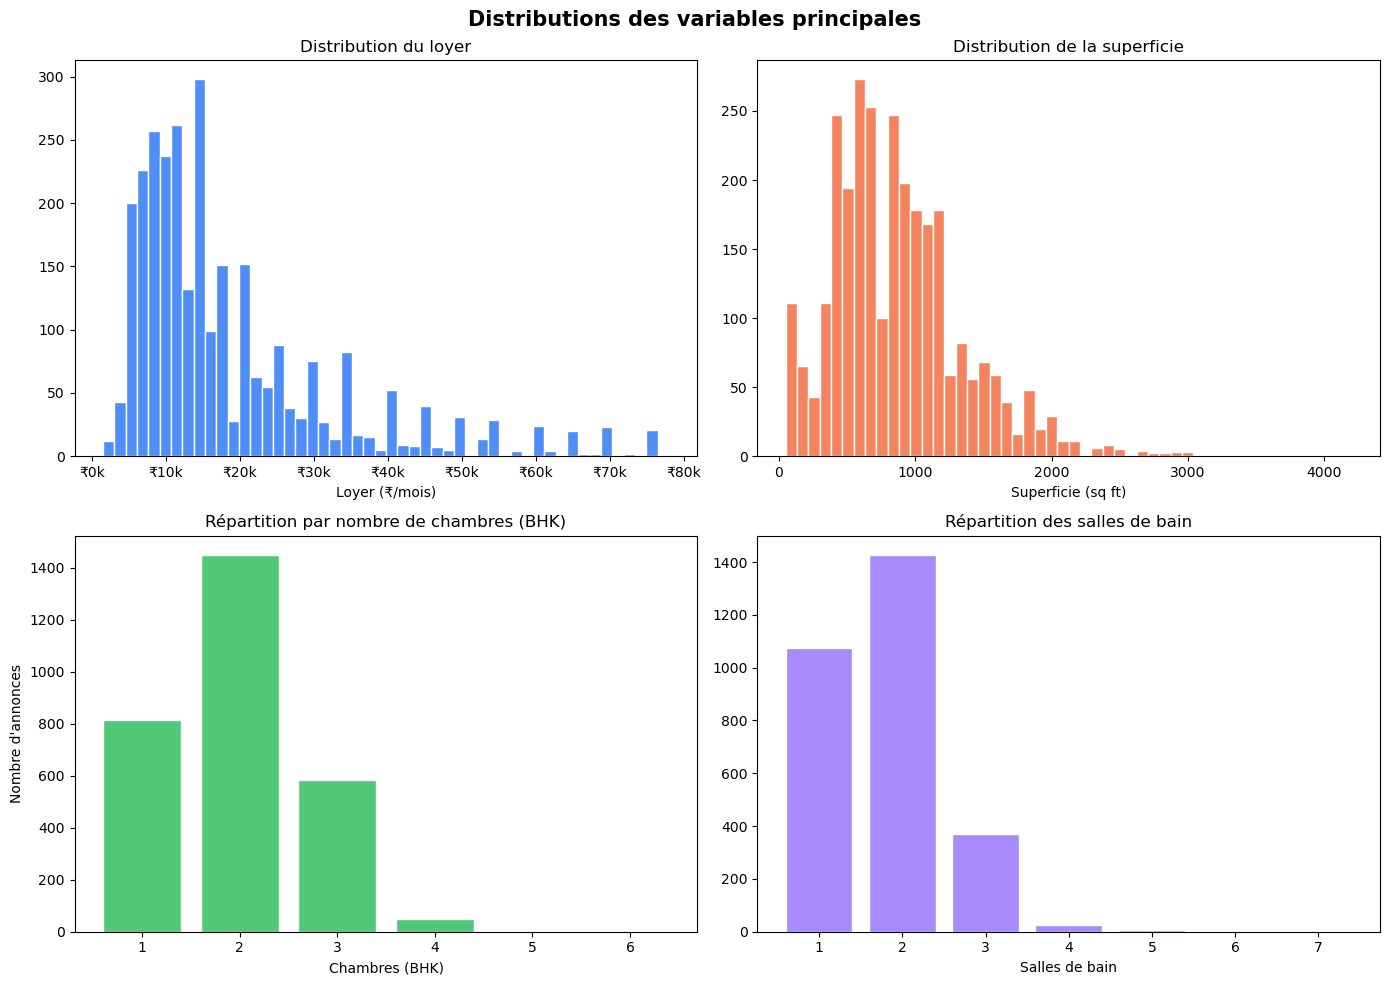 Distributions des variables principales
Distribution du loyer
300
250
200
150
100
50
0
₹0k ₹10k ₹20k ₹30k ₹40k ₹50k ₹60k ₹70k ₹80k
Loyer (₹/mois)
Distribution de la superficie
250
200
150
100
50
0
0 1000 2000 3000 4000
Superficie (sq ft)
Répartition par nombre de chambres (BHK)
Nombre d'annonces
1400
1200
1000
800
600
400
200
0
1 2 3 4 5 6
Chambres (BHK)
Répartition des salles de bain
1400
1200
1000
800
600
400
200
0
1 2 3 4 5 6 7
Salles de bain